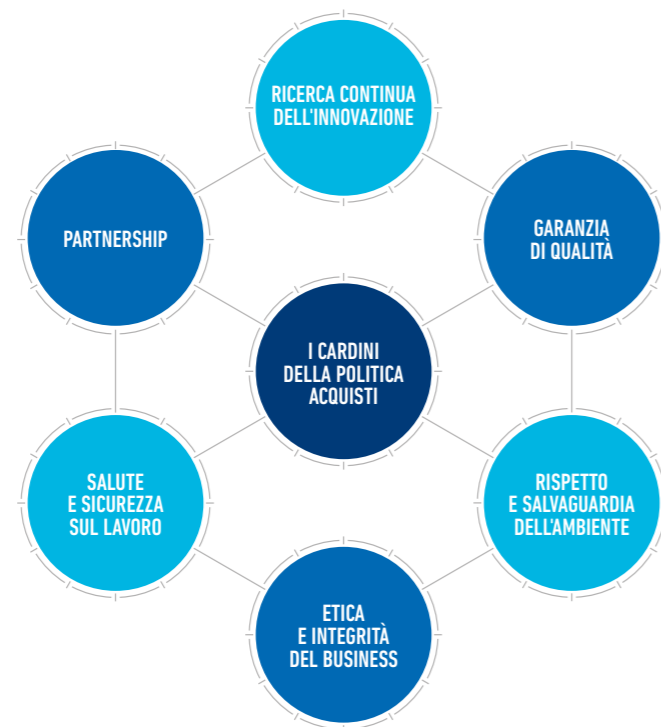 RICERCA CONTINUA
DELL'INNOVAZIONE
PARTNERSHIP
GARANZIA
DI QUALITÀ
I CARDINI
DELLA POLITICA
ACQUISTI
SALUTE
E SICUREZZA
SUL LAVORO
RISPETTO
E SALVAGUARDIA
DELL'AMBIENTE
ETICA
E INTEGRITÀ
DEL BUSINESS